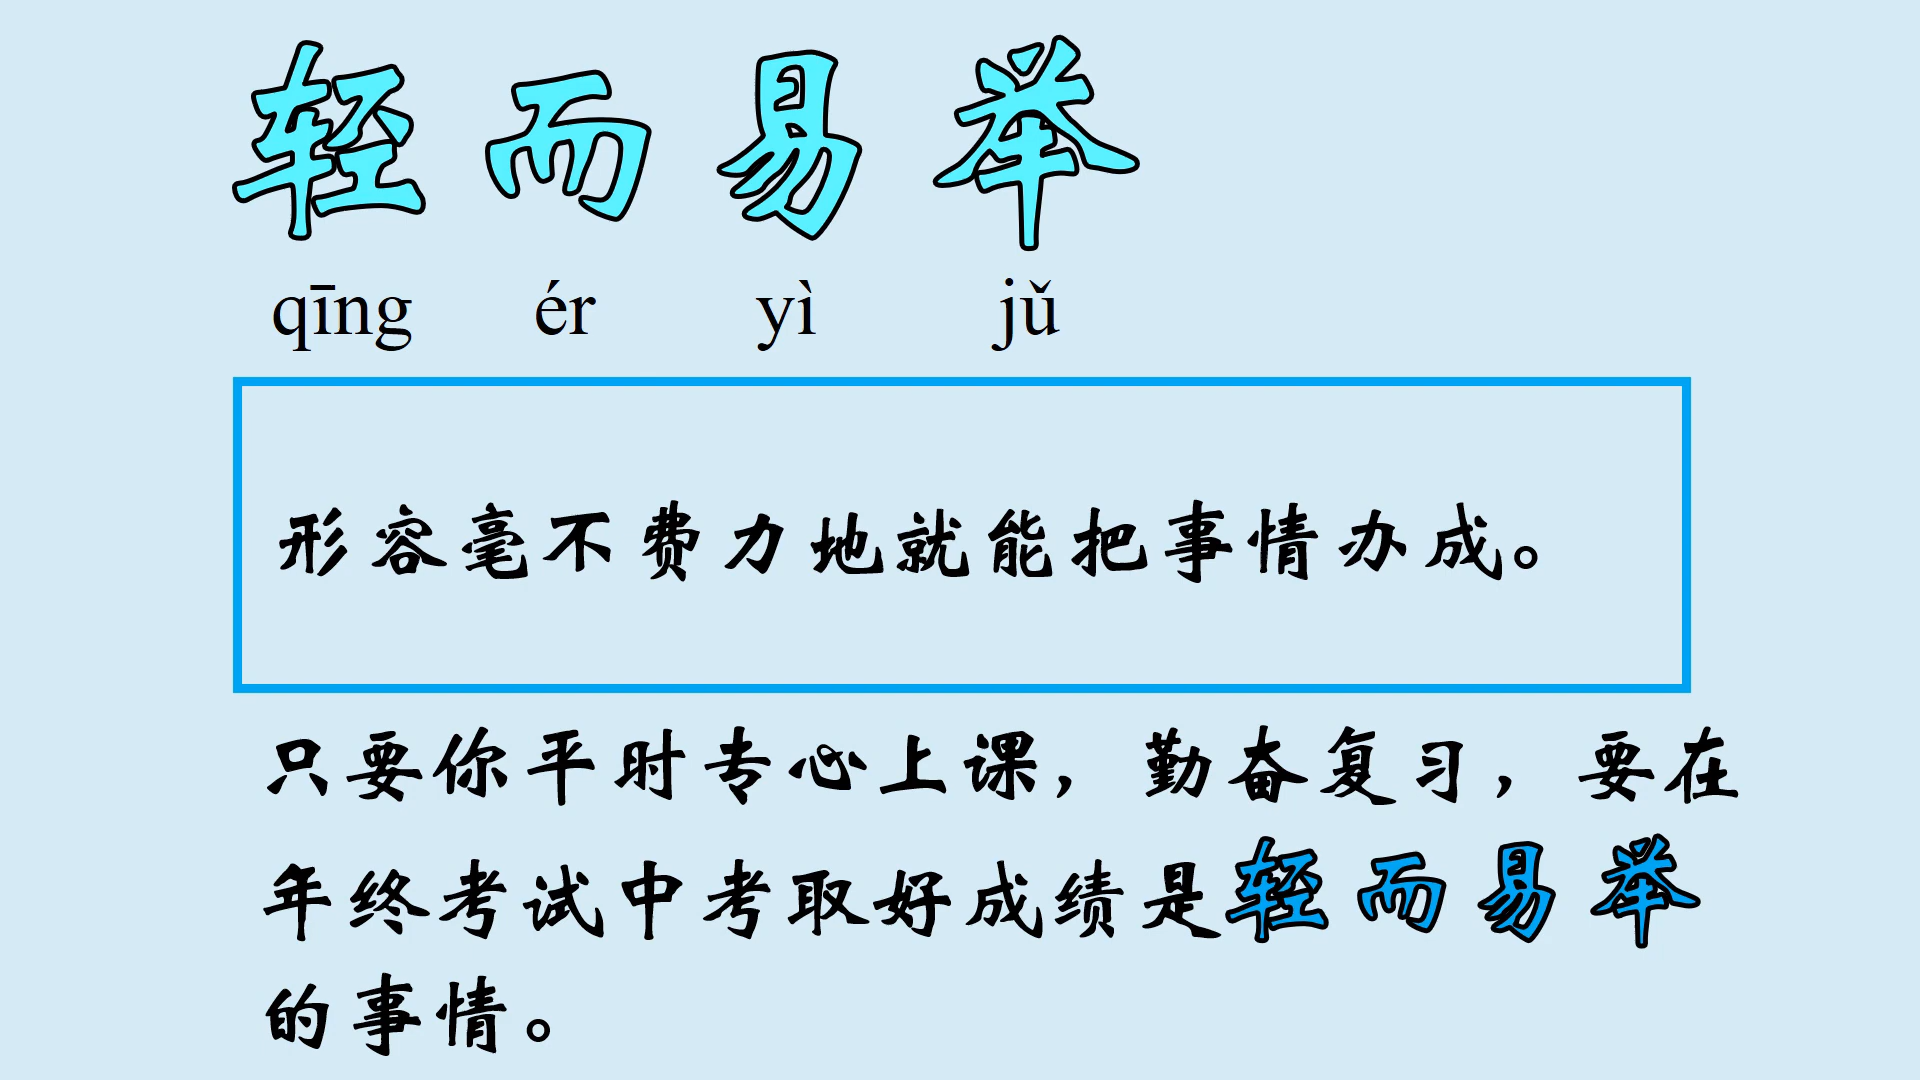 轻而易举
qīng ér yì jǔ
形容毫不费力地就能把事情办成。
只要你平时专心上课，勤奋复习，要在
年终考试中考取好成绩是轻而易举
的事情。